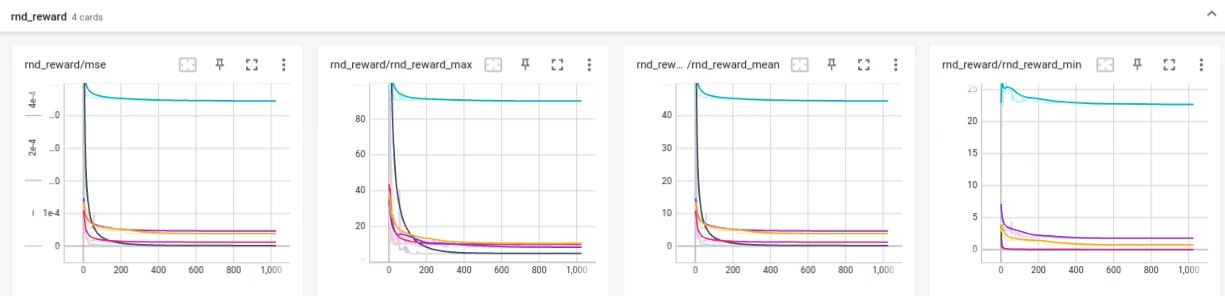 rnd_reward 4 cards
rnd_reward/mse
4e-4
...0
...0
2e-4
...0
1e-4
0
0 200 400 600 800 1,000
rnd_reward/rnd_reward_max
80
60
40
20
0 200 400 600 800 1,000
rnd_rew... /rnd_reward_mean
40
30
20
10
0
0 200 400 600 800 1,000
rnd_reward/rnd_reward_min
25
20
15
10
5
0
0 200 400 600 800 1,000